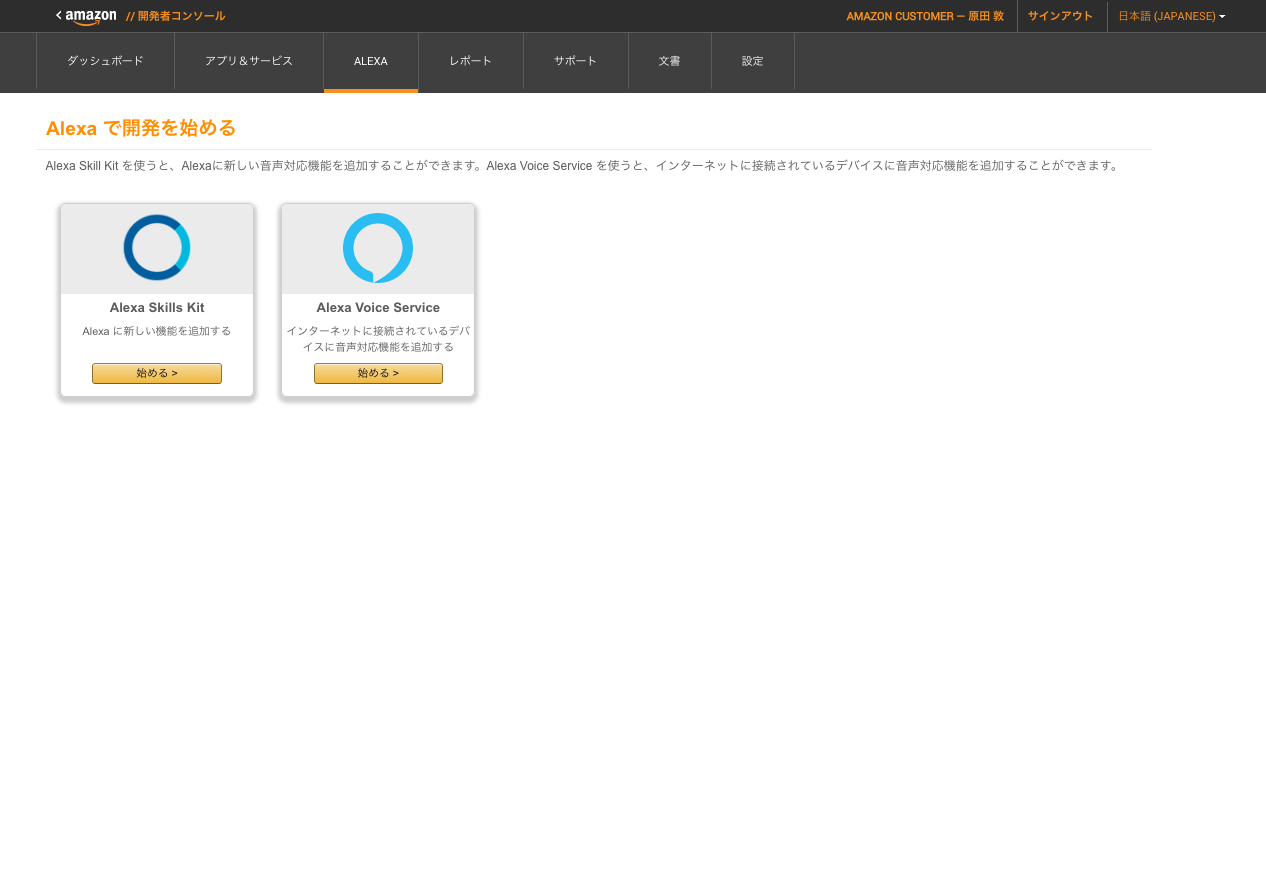 < amazon // 開発者コンソール
AMAZON CUSTOMER – 原田 敦
サインアウト
日本語 (JAPANESE)
ダッシュボード
アプリ＆サービス
ALEXA
レポート
サポート
文書
設定
Alexa で開発を始める
Alexa Skill Kit を使うと、Alexaに新しい音声対応機能を追加することができます。Alexa Voice Service を使うと、インターネットに接続されているデバイスに音声対応機能を追加することができます。
Alexa Skills Kit
Alexa に新しい機能を追加する
始める >
Alexa Voice Service
インターネットに接続されているデバ
イスに音声対応機能を追加する
始める >